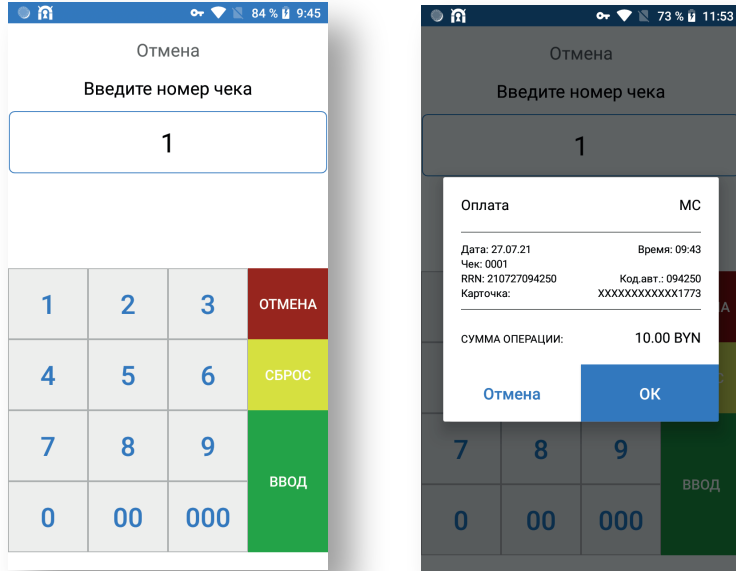 84 % 9:45
Отмена
Введите номер чека
1
1 2 3 ОТМЕНА
4 5 6 СБРОС
7 8 9
ВВОД
0 00 000
73 % 11:53
Отмена
Введите номер чека
1
Оплата MC
Дата: 27.07.21 Время: 09:43
Чек: 0001
RRN: 210727094250 Код.авт.: 094250
Карточка: XXXXXXXXXXXX1773
СУММА ОПЕРАЦИИ: 10.00 BYN
Отмена ОК
А
С
7 8 9
ВВОД
0 00 000